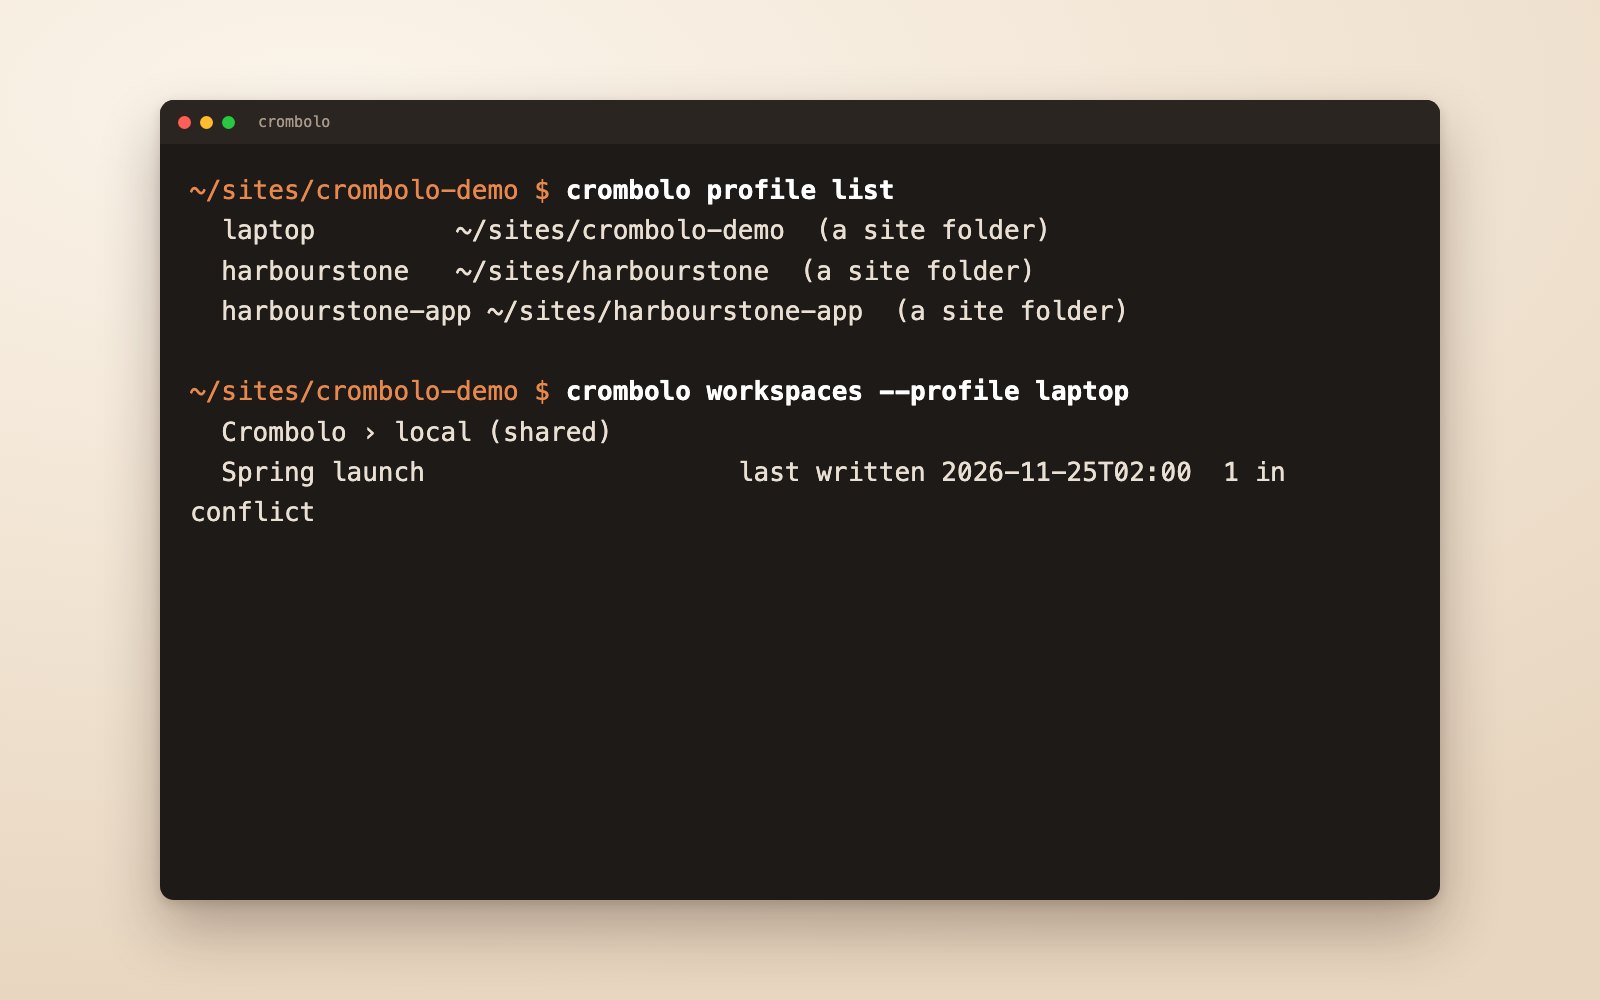 crombolo
~/sites/crombolo-demo $ crombolo profile list
  laptop         ~/sites/crombolo-demo  (a site folder)
  harbourstone   ~/sites/harbourstone  (a site folder)
  harbourstone-app ~/sites/harbourstone-app  (a site folder)
~/sites/crombolo-demo $ crombolo workspaces --profile laptop
  Crombolo › local (shared)
  Spring launch                    last written 2026-11-25T02:00  1 in
conflict